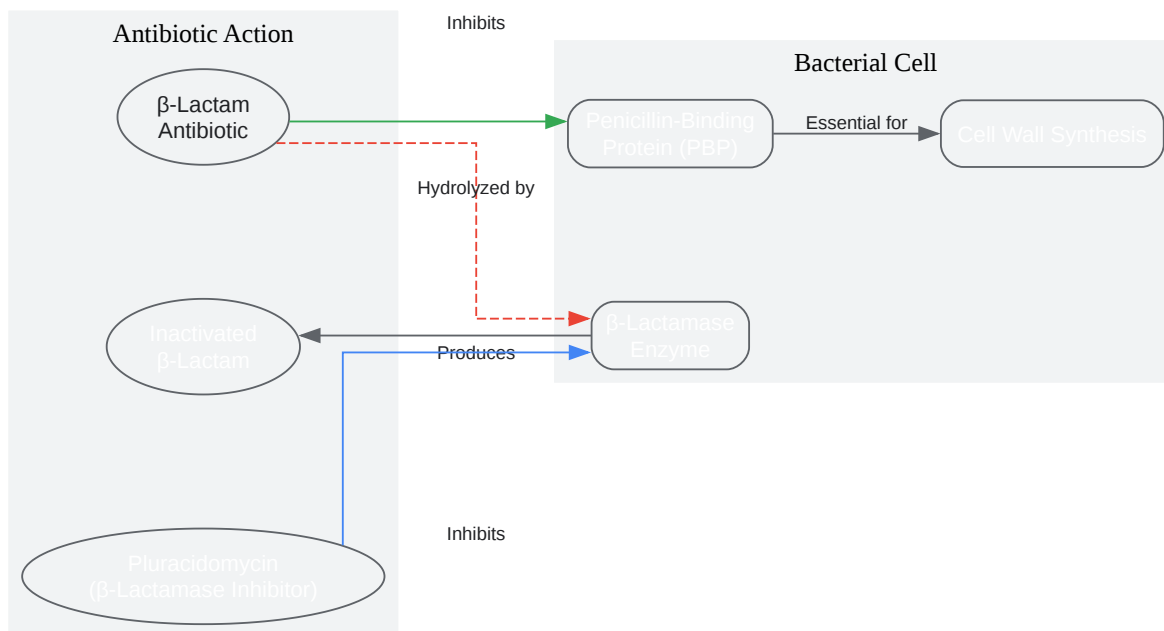 Inhibits
Antibiotic Action
Bacterial Cell
β-Lactam
Antibiotic
Penicillin-Binding
Protein (PBP)
Essential for
Cell Wall Synthesis
Hydrolyzed by
Inactivated
β-Lactam
β-Lactamase
Enzyme
Produces
Inhibits
Pluracidomycin
(β-Lactamase Inhibitor)